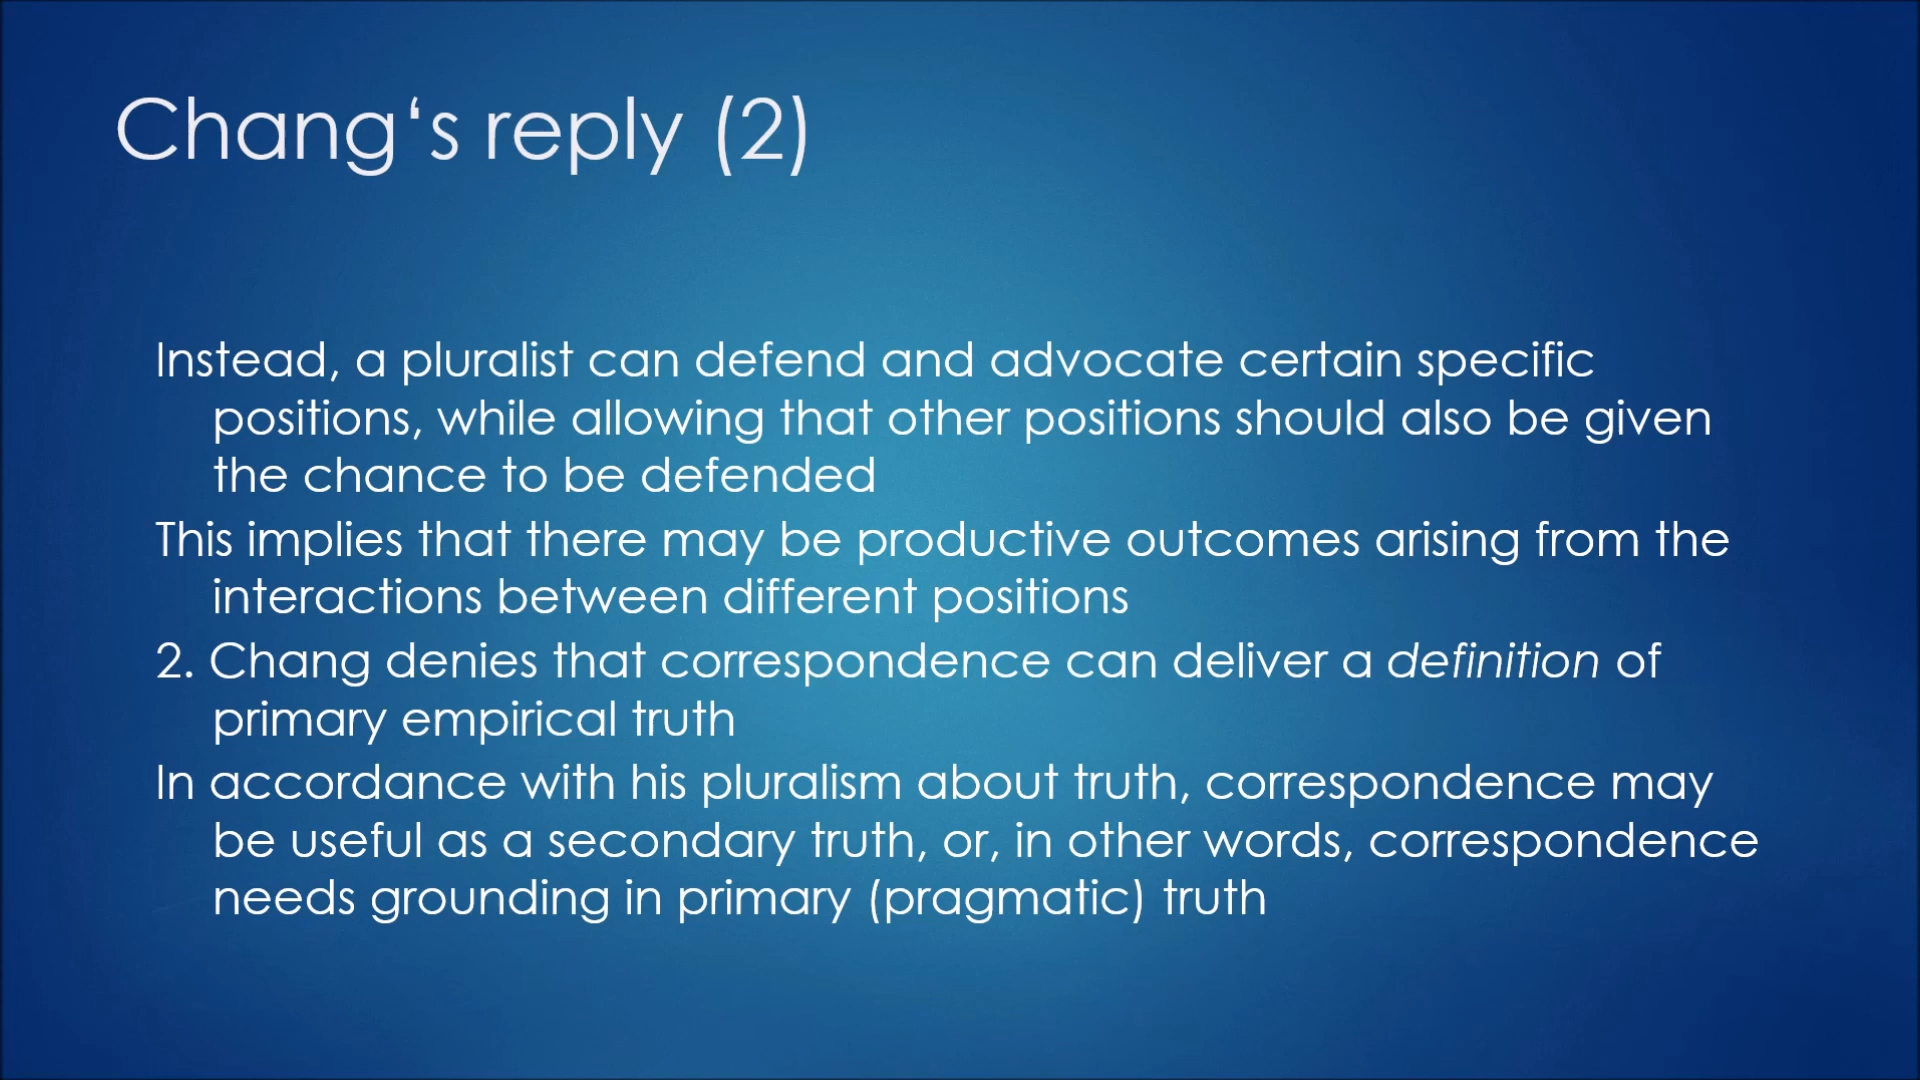 Chang‘s reply (2)
Instead, a pluralist can defend and advocate certain specific
positions, while allowing that other positions should also be given
the chance to be defended
This implies that there may be productive outcomes arising from the
interactions between different positions
2. Chang denies that correspondence can deliver a definition of
primary empirical truth
In accordance with his pluralism about truth, correspondence may
be useful as a secondary truth, or, in other words, correspondence
needs grounding in primary (pragmatic) truth